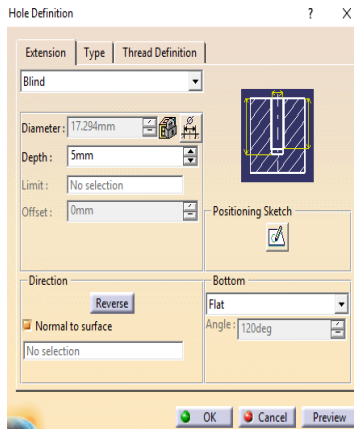 Hole Definition ? X
Extension Type Thread Definition
Blind
Diameter : 17.294mm
Depth : 5mm
Limit : No selection
Offset : 0mm
Positioning Sketch
Direction
Reverse
Normal to surface
No selection
Bottom
Flat
Angle : 120deg
OK Cancel Preview